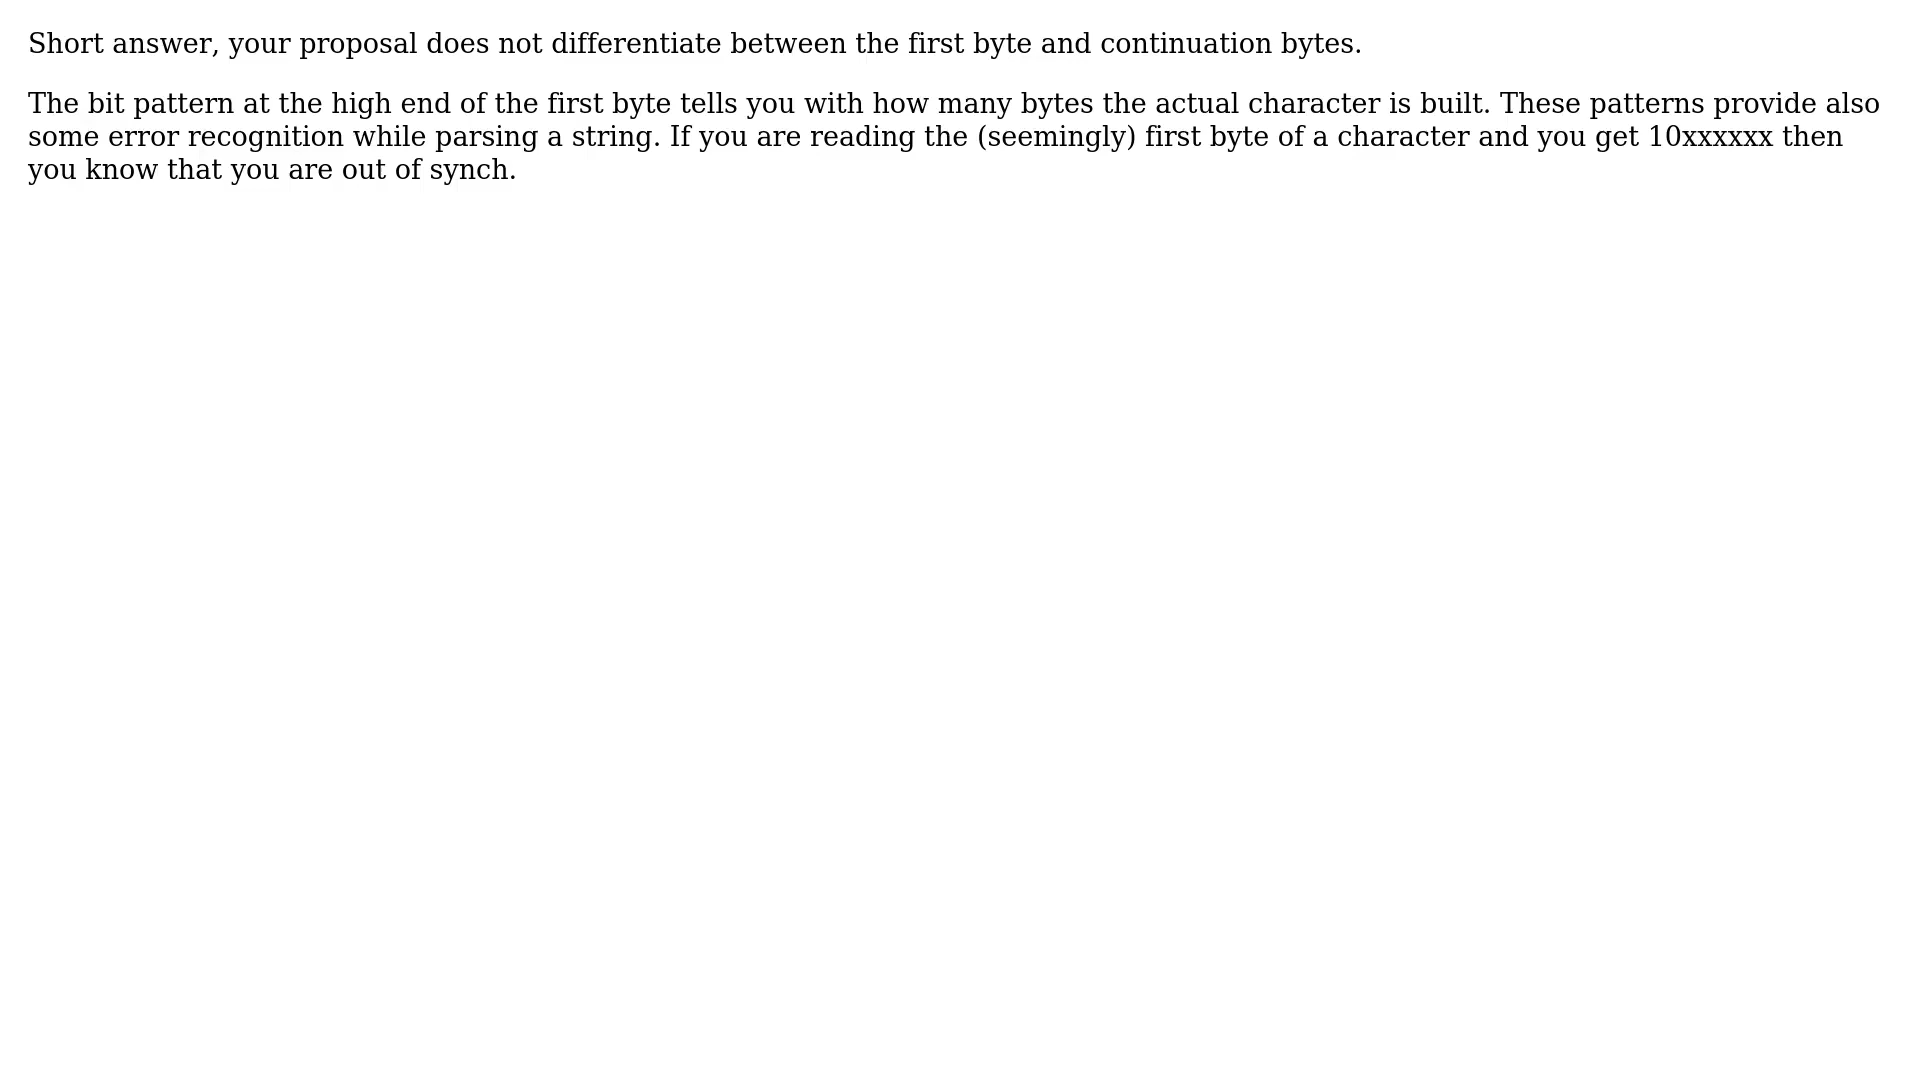 Short answer, your proposal does not differentiate between the first byte and continuation bytes.
The bit pattern at the high end of the first byte tells you with how many bytes the actual character is built. These patterns provide also
some error recognition while parsing a string. If you are reading the (seemingly) first byte of a character and you get 10xxxxxx then
you know that you are out of synch.